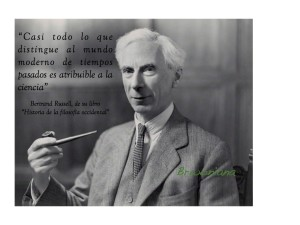 “Casi todo lo que
distingue al mundo
moderno de tiempos
pasados es atribuible a la
ciencia”
Bertrand Russell, de su libro
“Historia de la filosofía occidental”